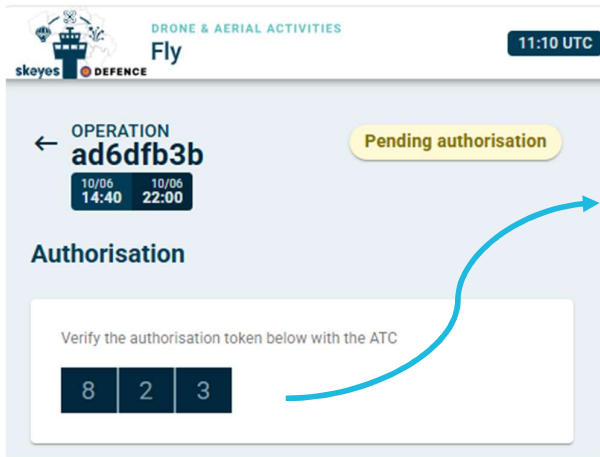 DRONE & AERIAL ACTIVITIES
Fly
11:10 UTC
skeyes DEFENCE
← OPERATION
ad6dfb3b
Pending authorisation
10/06 10/06
14:40 22:00
Authorisation
Verify the authorisation token below with the ATC
8 2 3